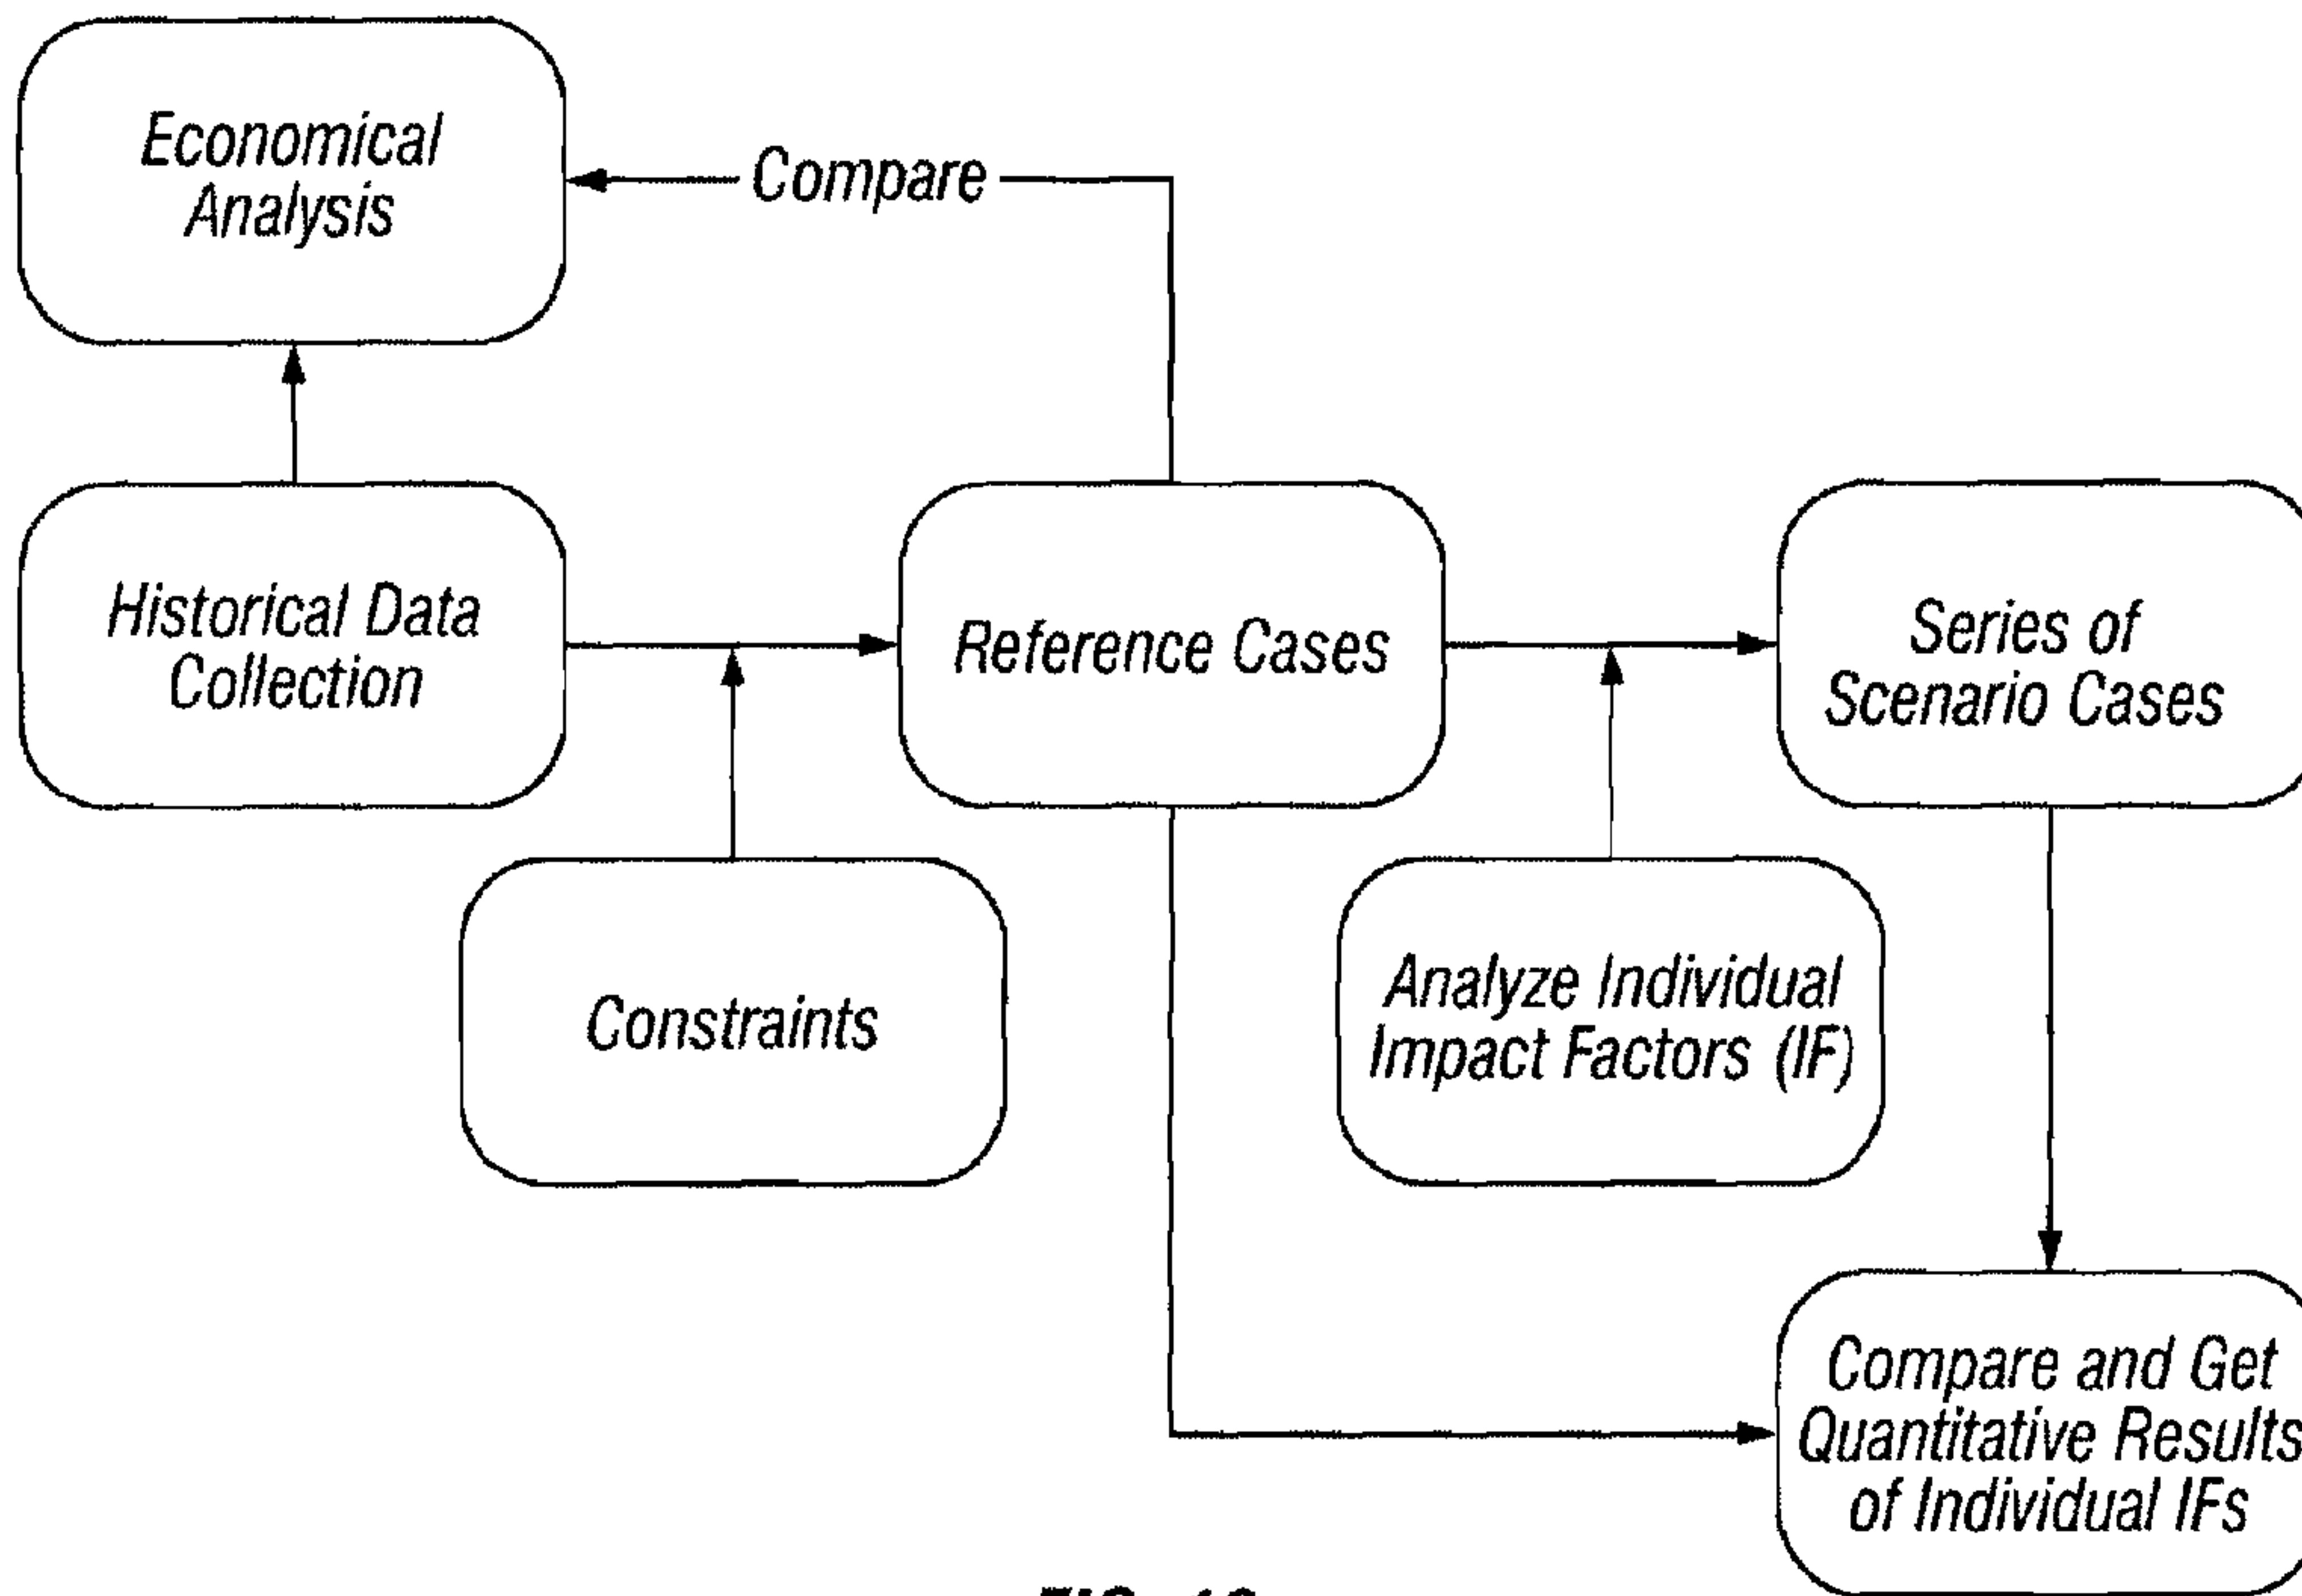 Economical
Analysis
Compare
Historical Data
Collection
Reference Cases
Series of
Scenario Cases
Constraints
Analyze Individual
Impact Factors (IF)
Compare and Get
Quantitative Results
of Individual IFs